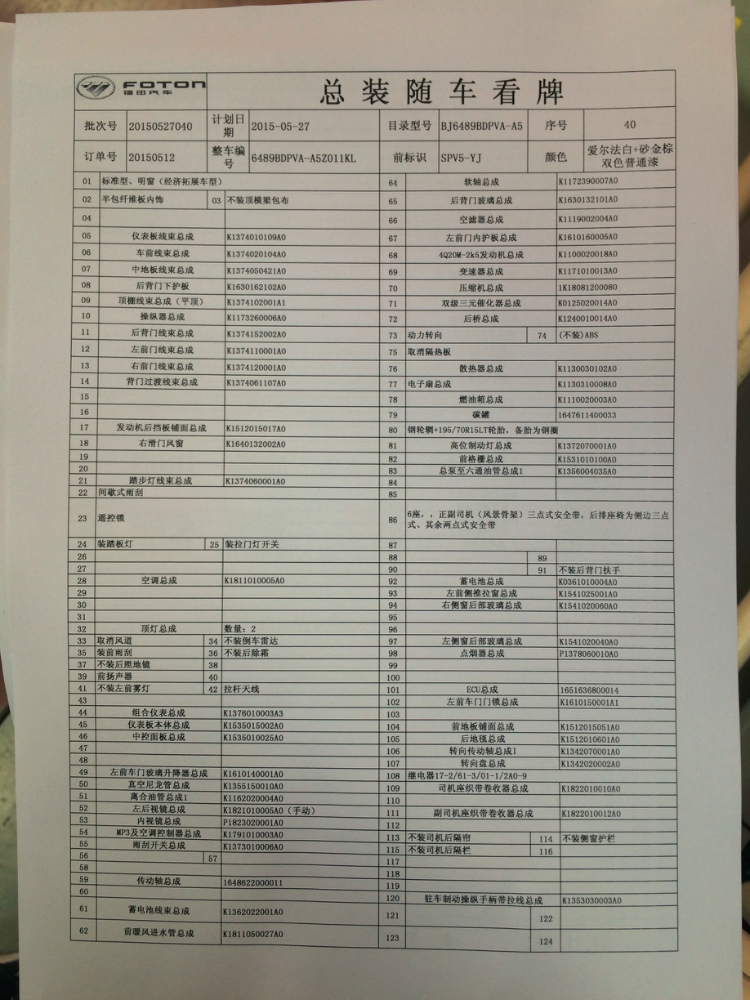 FOTON
福田汽车
总装随车看牌
批次号 20150527040 计划日期 2015-05-27 目录型号 BJ6489BDPVA-A5 序号 40
订单号 20150512 整车编号 6489BDPVA-A5Z011KL 前标识 SPV5-YJ 颜色 爱尔法白+砂金棕双色普通漆
01 标准型、明窗（经济拓展车型） 64 软轴总成 K1172390007A0
02 半包纤维板内饰 03 不装顶横梁包布 65 后背门玻璃总成 K1630132101A0
04 66 空滤器总成 K1119002004A0
05 仪表板线束总成 K1374010109A0 67 左前门内护板总成 K1610160005A0
06 车前线束总成 K1374020104A0 68 4Q20M-2k5发动机总成 K1100020018A0
07 中地板线束总成 K1374050421A0 69 变速器总成 K1171010013A0
08 后背门下护板 K1630162102A0 70 压缩机总成 1K18081200080
09 顶棚线束总成（平顶） K1374102001A1 71 双级三元催化器总成 K0125020014A0
10 操纵器总成 K1173260006A0 72 后桥总成 K1240010014A0
11 后背门线束总成 K1374152002A0 73 动力转向 74 (不装)ABS
12 左前门线束总成 K1374110001A0 75 取消隔热板
13 右前门线束总成 K1374120001A0 76 散热器总成 K1130030102A0
14 背门过渡线束总成 K1374061107A0 77 电子扇总成 K1130310008A0
15 78 燃油箱总成 K1110020003A0
16 79 碳罐 1647611400033
17 发动机后挡板铺面总成 K1512015017A0 80 钢轮辋+195/70R15LT轮胎，备胎为钢圈
18 右滑门风窗 K1640132002A0 81 高位制动灯总成 K1372070001A0
19 82 前格栅总成 K1531010100A0
20 83 总泵至六通油管总成1 K1356004035A0
21 踏步灯线束总成 K1374060001A0 84
22 间歇式雨刮 85
23 遥控锁 86 6座，，正副司机（风景骨架）三点式安全带，后排座椅为侧边三点
式、其余两点式安全带
24 装踏板灯 25 装拉门灯开关 87
26 88 89
27 90 91 不装后背门扶手
28 空调总成 K1811010005A0 92 蓄电池总成 K0361010004A0
29 93 左前侧推拉窗总成 K1541025001A0
30 94 右侧窗后部玻璃总成 K1541020060A0
31 95
32 顶灯总成 数量：2 96
33 取消风道 34 不装倒车雷达 97 左侧窗后部玻璃总成 K1541020040A0
35 装前雨刮 36 不装后除霜 98 点烟器总成 P1378060010A0
37 不装后照地镜 38 99
39 前扬声器 40 100
41 不装左前雾灯 42 拉杆天线 101 ECU总成 1651636800014
43 102 左前车门门锁总成 K1610150001A1
44 组合仪表总成 K1376010003A3 103
45 仪表板本体总成 K1535015002A0 104 前地板铺面总成 K1512015051A0
46 中控面板总成 K1535010025A0 105 后地毯总成 K1512010601A0
47 106 转向传动轴总成I K1342070001A0
48 107 转向盘总成 K1342020002A0
49 左前车门玻璃升降器总成 K1610140001A0 108 继电器17-2/61-3/01-1/2A0-9
50 真空尼龙管总成 K1355150010A0 109 司机座织带卷收器总成 K1822010010A0
51 离合油管总成1 K1162020004A0 110
52 左后视镜总成 K1821010005A0（手动） 111 副司机座织带卷收器总成 K1822010012A0
53 内视镜总成 P1823020001A0 112
54 MP3及空调控制器总成 K1791010003A0 113 不装司机后隔帘 114 不装侧窗护栏
55 雨刮开关总成 K1373010006A0 115 不装司机后隔栏 116
56 57 117
58 118
59 传动轴总成 1648622000011 119
60 120 驻车制动操纵手柄带拉线总成 K1353030003A0
61 蓄电池线束总成 K1362022001A0 121 122
62 前暖风进水管总成 K1811050027A0 123 124